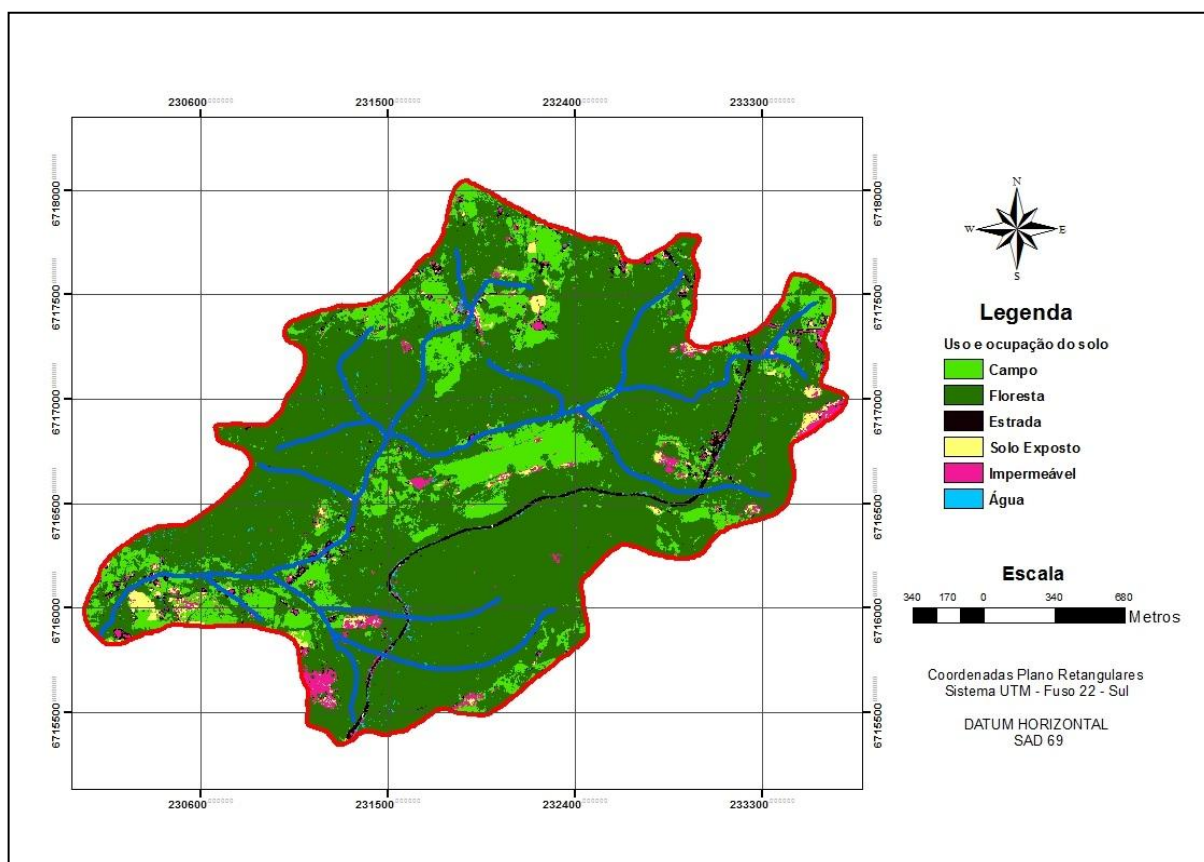 230600 231500 232400 233300
6718000 6718000
6717500 6717500
6717000 6717000
6716500 6716500
6716000 6716000
6715500 6715500
230600 231500 232400 233300
N
W E
S
Legenda
Uso e ocupação do solo
Campo
Floresta
Estrada
Solo Exposto
Impermeável
Água
Escala
340 170 0 340 680
Metros
Coordenadas Plano Retangulares
Sistema UTM - Fuso 22 - Sul
DATUM HORIZONTAL
SAD 69